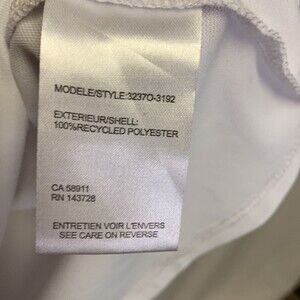 MODELE/STYLE:3237O-3192
EXTERIEUR/SHELL:
100%RECYCLED POLYESTER
CA 58911
RN 143728
ENTRETIEN VOIR L'ENVERS
SEE CARE ON REVERSE